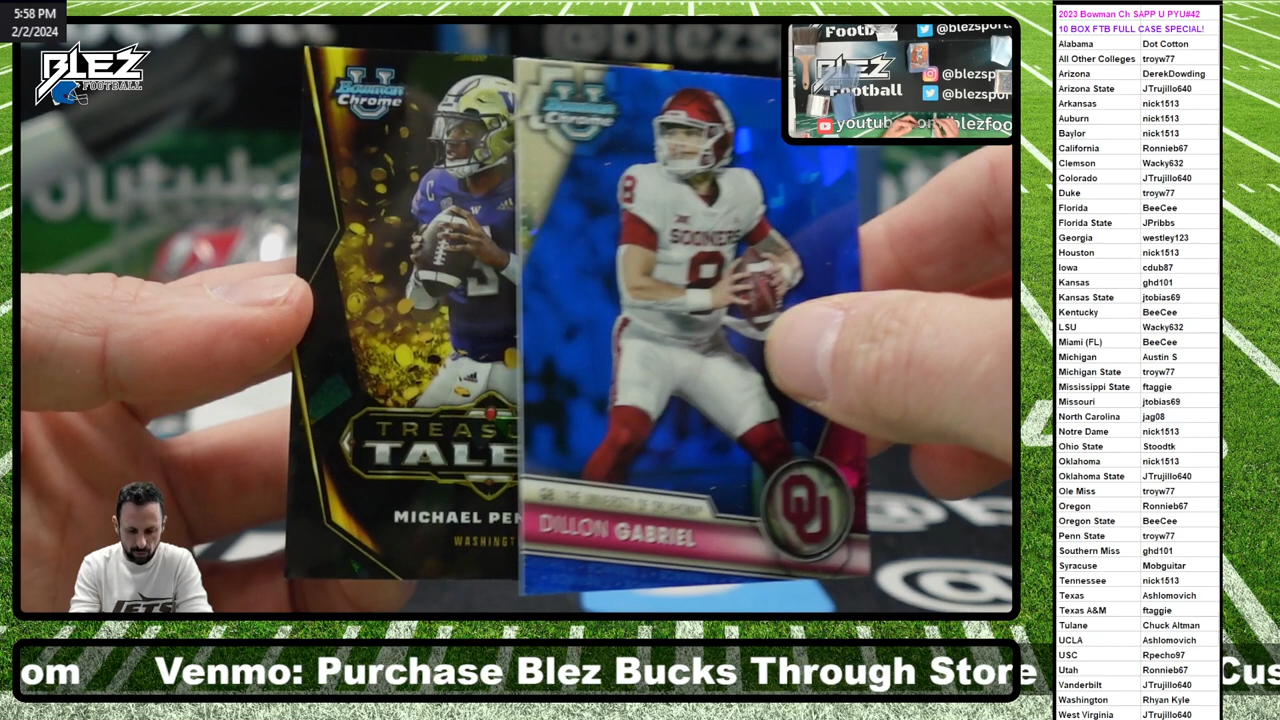 5:58 PM
2/2/2024
BLEZ
FOOTBALL
U
Bowman
Chrome
TREAS
TALE
MICHAEL PEN
WASHINGT
U
Bowman
Chrome
SOONERS
8
DILLON GABRIEL
OU
Football
@blezspo
BLEZ
Football
@blezsp
@blezspor
youtube.com/blezfoo
om
Venmo: Purchase Blez Bucks Through Store
Cus
2023 Bowman Ch SAPP U PYU#42
10 BOX FTB FULL CASE SPECIAL!
Alabama Dot Cotton
All Other Colleges troyw77
Arizona DerekDowding
Arizona State JTrujillo640
Arkansas nick1513
Auburn nick1513
Baylor nick1513
California Ronnieb67
Clemson Wacky632
Colorado JTrujillo640
Duke troyw77
Florida BeeCee
Florida State JPribbs
Georgia westley123
Houston nick1513
Iowa cdub87
Kansas ghd101
Kansas State jtobias69
Kentucky BeeCee
LSU Wacky632
Miami (FL) BeeCee
Michigan Austin S
Michigan State troyw77
Mississippi State ftaggie
Missouri jtobias69
North Carolina jag08
Notre Dame nick1513
Ohio State Stoodtk
Oklahoma nick1513
Oklahoma State JTrujillo640
Ole Miss troyw77
Oregon Ronnieb67
Oregon State BeeCee
Penn State troyw77
Southern Miss ghd101
Syracuse Mobguitar
Tennessee nick1513
Texas Ashlomovich
Texas A&M ftaggie
Tulane Chuck Altman
UCLA Ashlomovich
USC Rpecho97
Utah Ronnieb67
Vanderbilt JTrujillo640
Washington Rhyan Kyle
West Virginia JTrujillo640